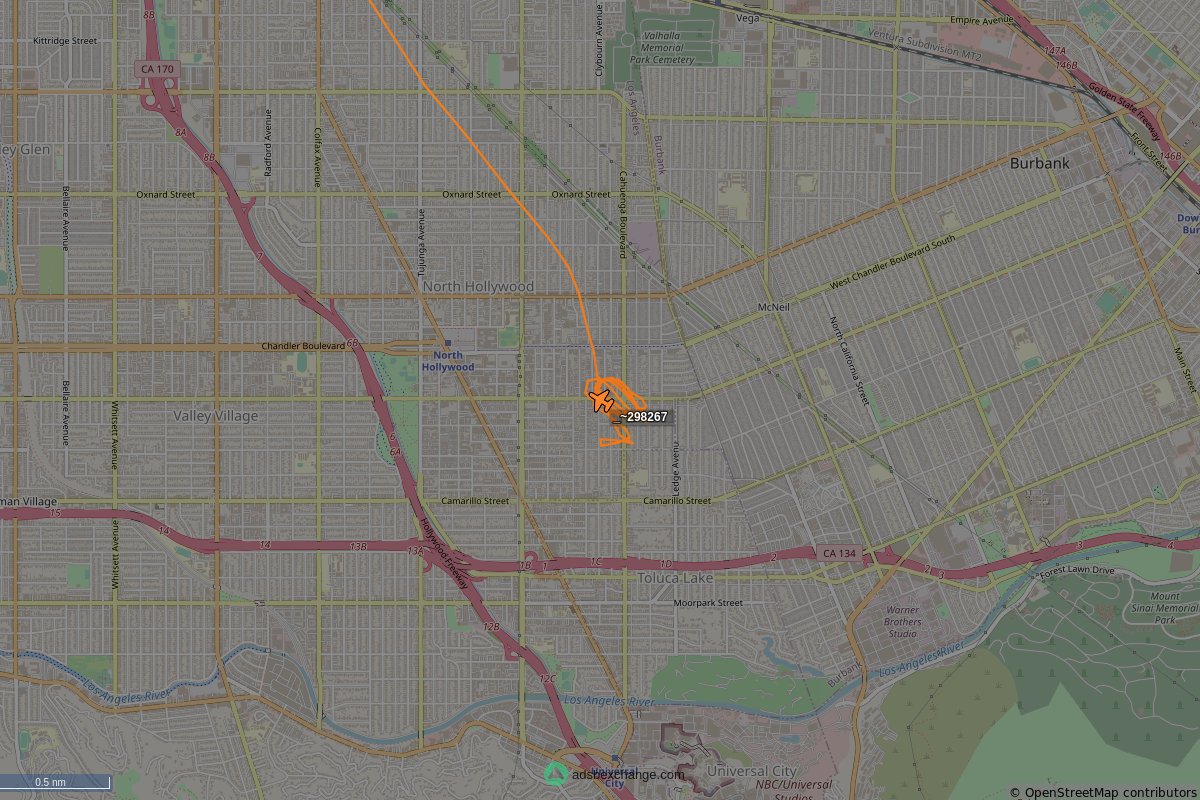 8B
Kittridge Street
CA 170
8A
8B
ley Glen
Radford Avenue
Colfax Avenue
Bellaire Avenue
Oxnard Street
Oxnard Street
Oxnard Street
Tujunga Avenue
Clybourn Avenue
Valhalla
Memorial
Park Cemetery
Vega
Empire Avenue
Ventura Subdivision MT2
147A
146B
Golden State Freeway
Front Street
146B
Los Angeles
Burbank
Cahuenga Boulevard
Burbank
West Chandler Boulevard South
7
North Hollywood
McNeil
North California Street
Main Street
Chandler Boulevard
6B
North
Hollywood
Bellaire Avenue
Whitsett Avenue
Valley Village
6
6A
~298267
Ledge Avenu
man Village
Camarillo Street
Camarillo Street
15
14
14
13B
13A
Hollywood Freeway
1B
1
1C
1D
2
CA 134
2
3
3
4
Whitsett Avenue
Toluca Lake
Forest Lawn Drive
Moorpark Street
Warner
Brothers
Studio
Mount
Sinai Memorial
Park
12B
12C
Los Angeles River
Los Angeles River
Burbank
Los Angeles River
Universal
City
Universal City
NBC/Universal
Studios
0.5 nm
adsbexchange.com
© OpenStreetMap contributors